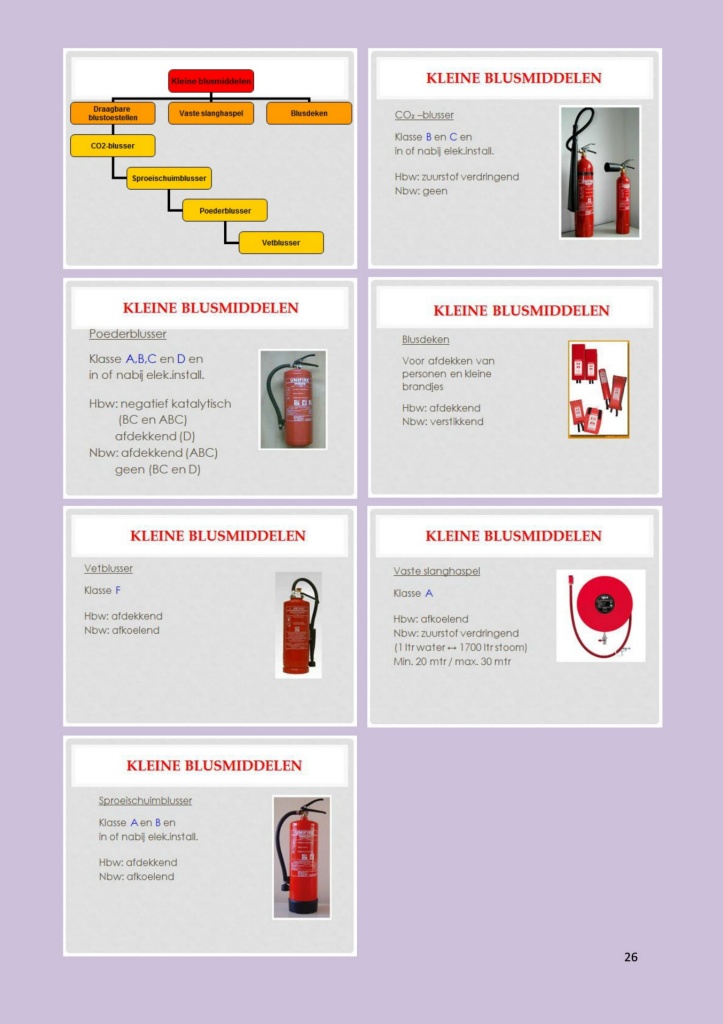 Kleine blusmiddelen
Draagbare
blustoestellen
Vaste slanghaspel
Blusdeken
CO2-blusser
Sproeischuimblusser
Poederblusser
Vetblusser
KLEINE BLUSMIDDELEN
CO₂ –blusser
Klasse B en C en
in of nabij elek.install.
Hbw: zuurstof verdringend
Nbw: geen
KLEINE BLUSMIDDELEN
Poederblusser
Klasse A,B,C en D en
in of nabij elek.install.
Hbw: negatief katalytisch
(BC en ABC)
afdekkend (D)
Nbw: afdekkend (ABC)
geen (BC en D)
KLEINE BLUSMIDDELEN
Blusdeken
Voor afdekken van
personen en kleine
brandjes
Hbw: afdekkend
Nbw: verstikkend
KLEINE BLUSMIDDELEN
Vetblusser
Klasse F
Hbw: afdekkend
Nbw: afkoelend
KLEINE BLUSMIDDELEN
Vaste slanghaspel
Klasse A
Hbw: afkoelend
Nbw: zuurstof verdringend
(1 ltr water ↔ 1700 ltr stoom)
Min. 20 mtr / max. 30 mtr
KLEINE BLUSMIDDELEN
Sproeischuimblusser
Klasse A en B en
in of nabij elek.install.
Hbw: afdekkend
Nbw: afkoelend
26